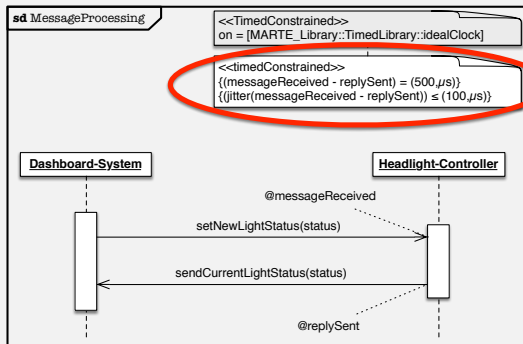 sd MessageProcessing
<<TimedConstrained>>
on = [MARTE_Library::TimedLibrary::idealClock]
<<timedConstrained>>
{(messageReceived - replySent) = (500,µs)}
{(jitter(messageReceived - replySent)) ≤ (100,µs)}
Dashboard-System
Headlight-Controller
@messageReceived
setNewLightStatus(status)
sendCurrentLightStatus(status)
@replySent